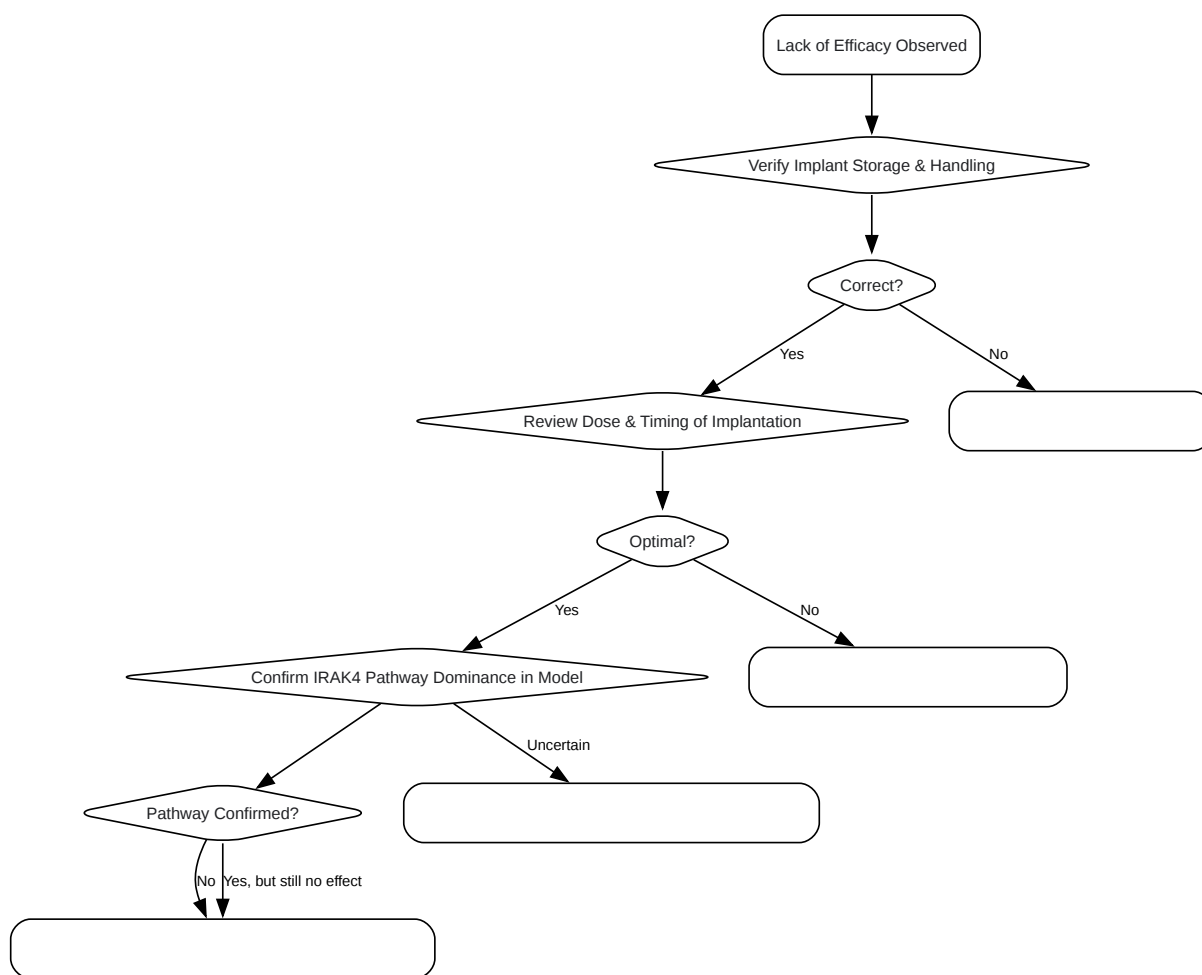 Lack of Efficacy Observed
Verify Implant Storage & Handling
Correct?
Yes
No
Review Dose & Timing of Implantation
Optimal?
Yes
No
Confirm IRAK4 Pathway Dominance in Model
Uncertain
Pathway Confirmed?
No
Yes, but still no effect